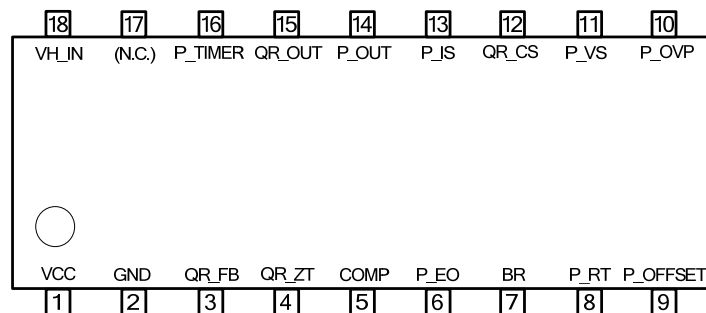 18 17 16 15 14 13 12 11 10
VH_IN (N.C.) P_TIMER QR_OUT P_OUT P_IS QR_CS P_VS P_OVP
VCC GND QR_FB QR_ZT COMP P_EO BR P_RT P_OFFSET
1 2 3 4 5 6 7 8 9